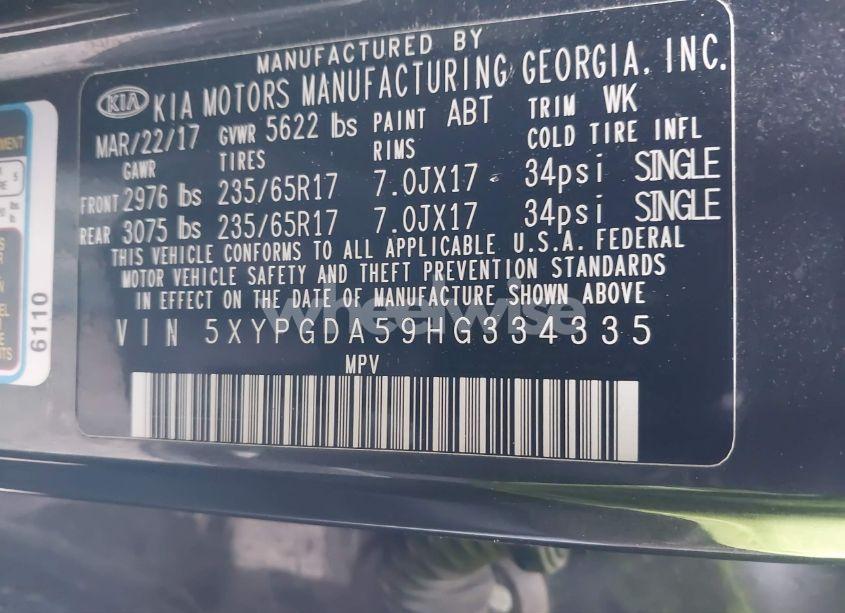 MANUFACTURED BY
KIA KIA MOTORS MANUFACTURING GEORGIA, INC.
MAR/22/17 GVWR 5622 lbs PAINT ABT TRIM WK
GAWR TIRES RIMS COLD TIRE INFL
FRONT 2976 lbs 235/65R17 7.0JX17 34psi SINGLE
REAR 3075 lbs 235/65R17 7.0JX17 34psi SINGLE
THIS VEHICLE CONFORMS TO ALL APPLICABLE U.S.A. FEDERAL
MOTOR VEHICLE SAFETY AND THEFT PREVENTION STANDARDS
IN EFFECT ON THE DATE OF MANUFACTURE SHOWN ABOVE
wheelwise
VIN 5XYPGDA59HG334335
MPV
6110